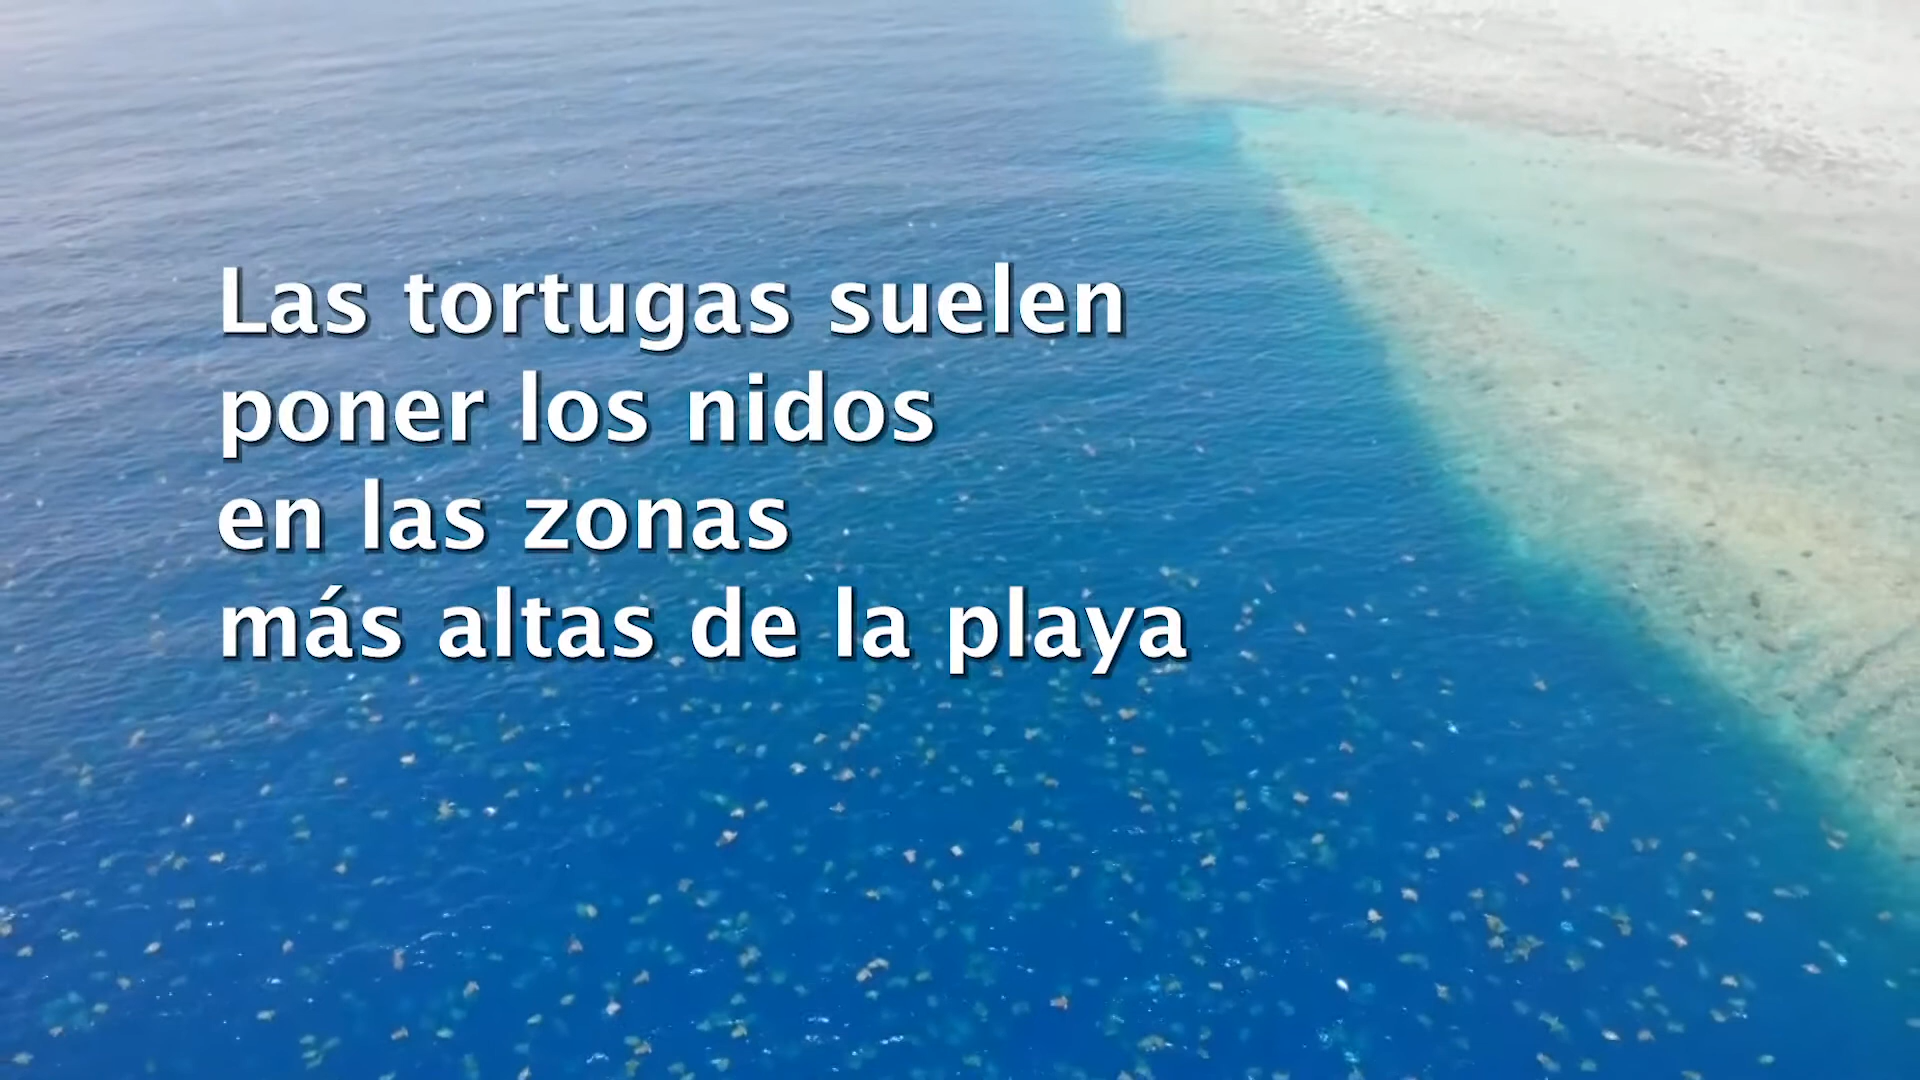 Las tortugas suelen
poner los nidos
en las zonas
más altas de la playa